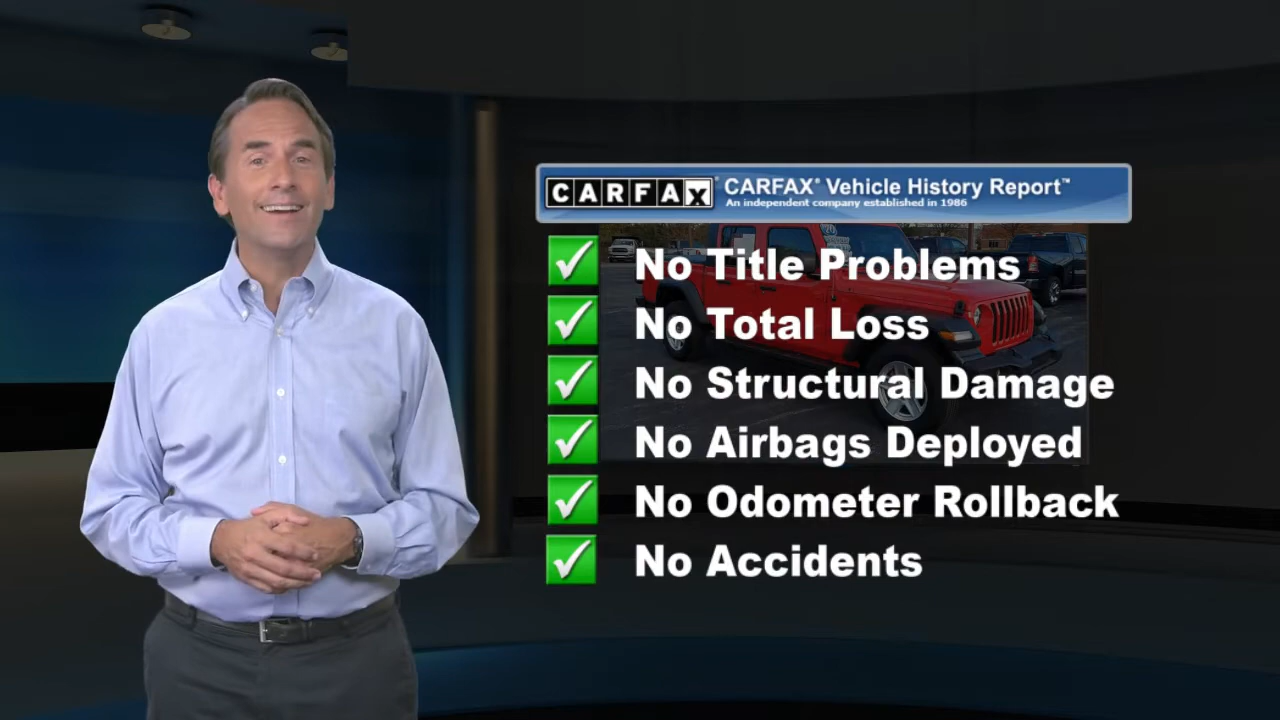 CARFAX® CARFAX® Vehicle History Report™
An independent company established in 1986
No Title Problems
No Total Loss
No Structural Damage
No Airbags Deployed
No Odometer Rollback
No Accidents